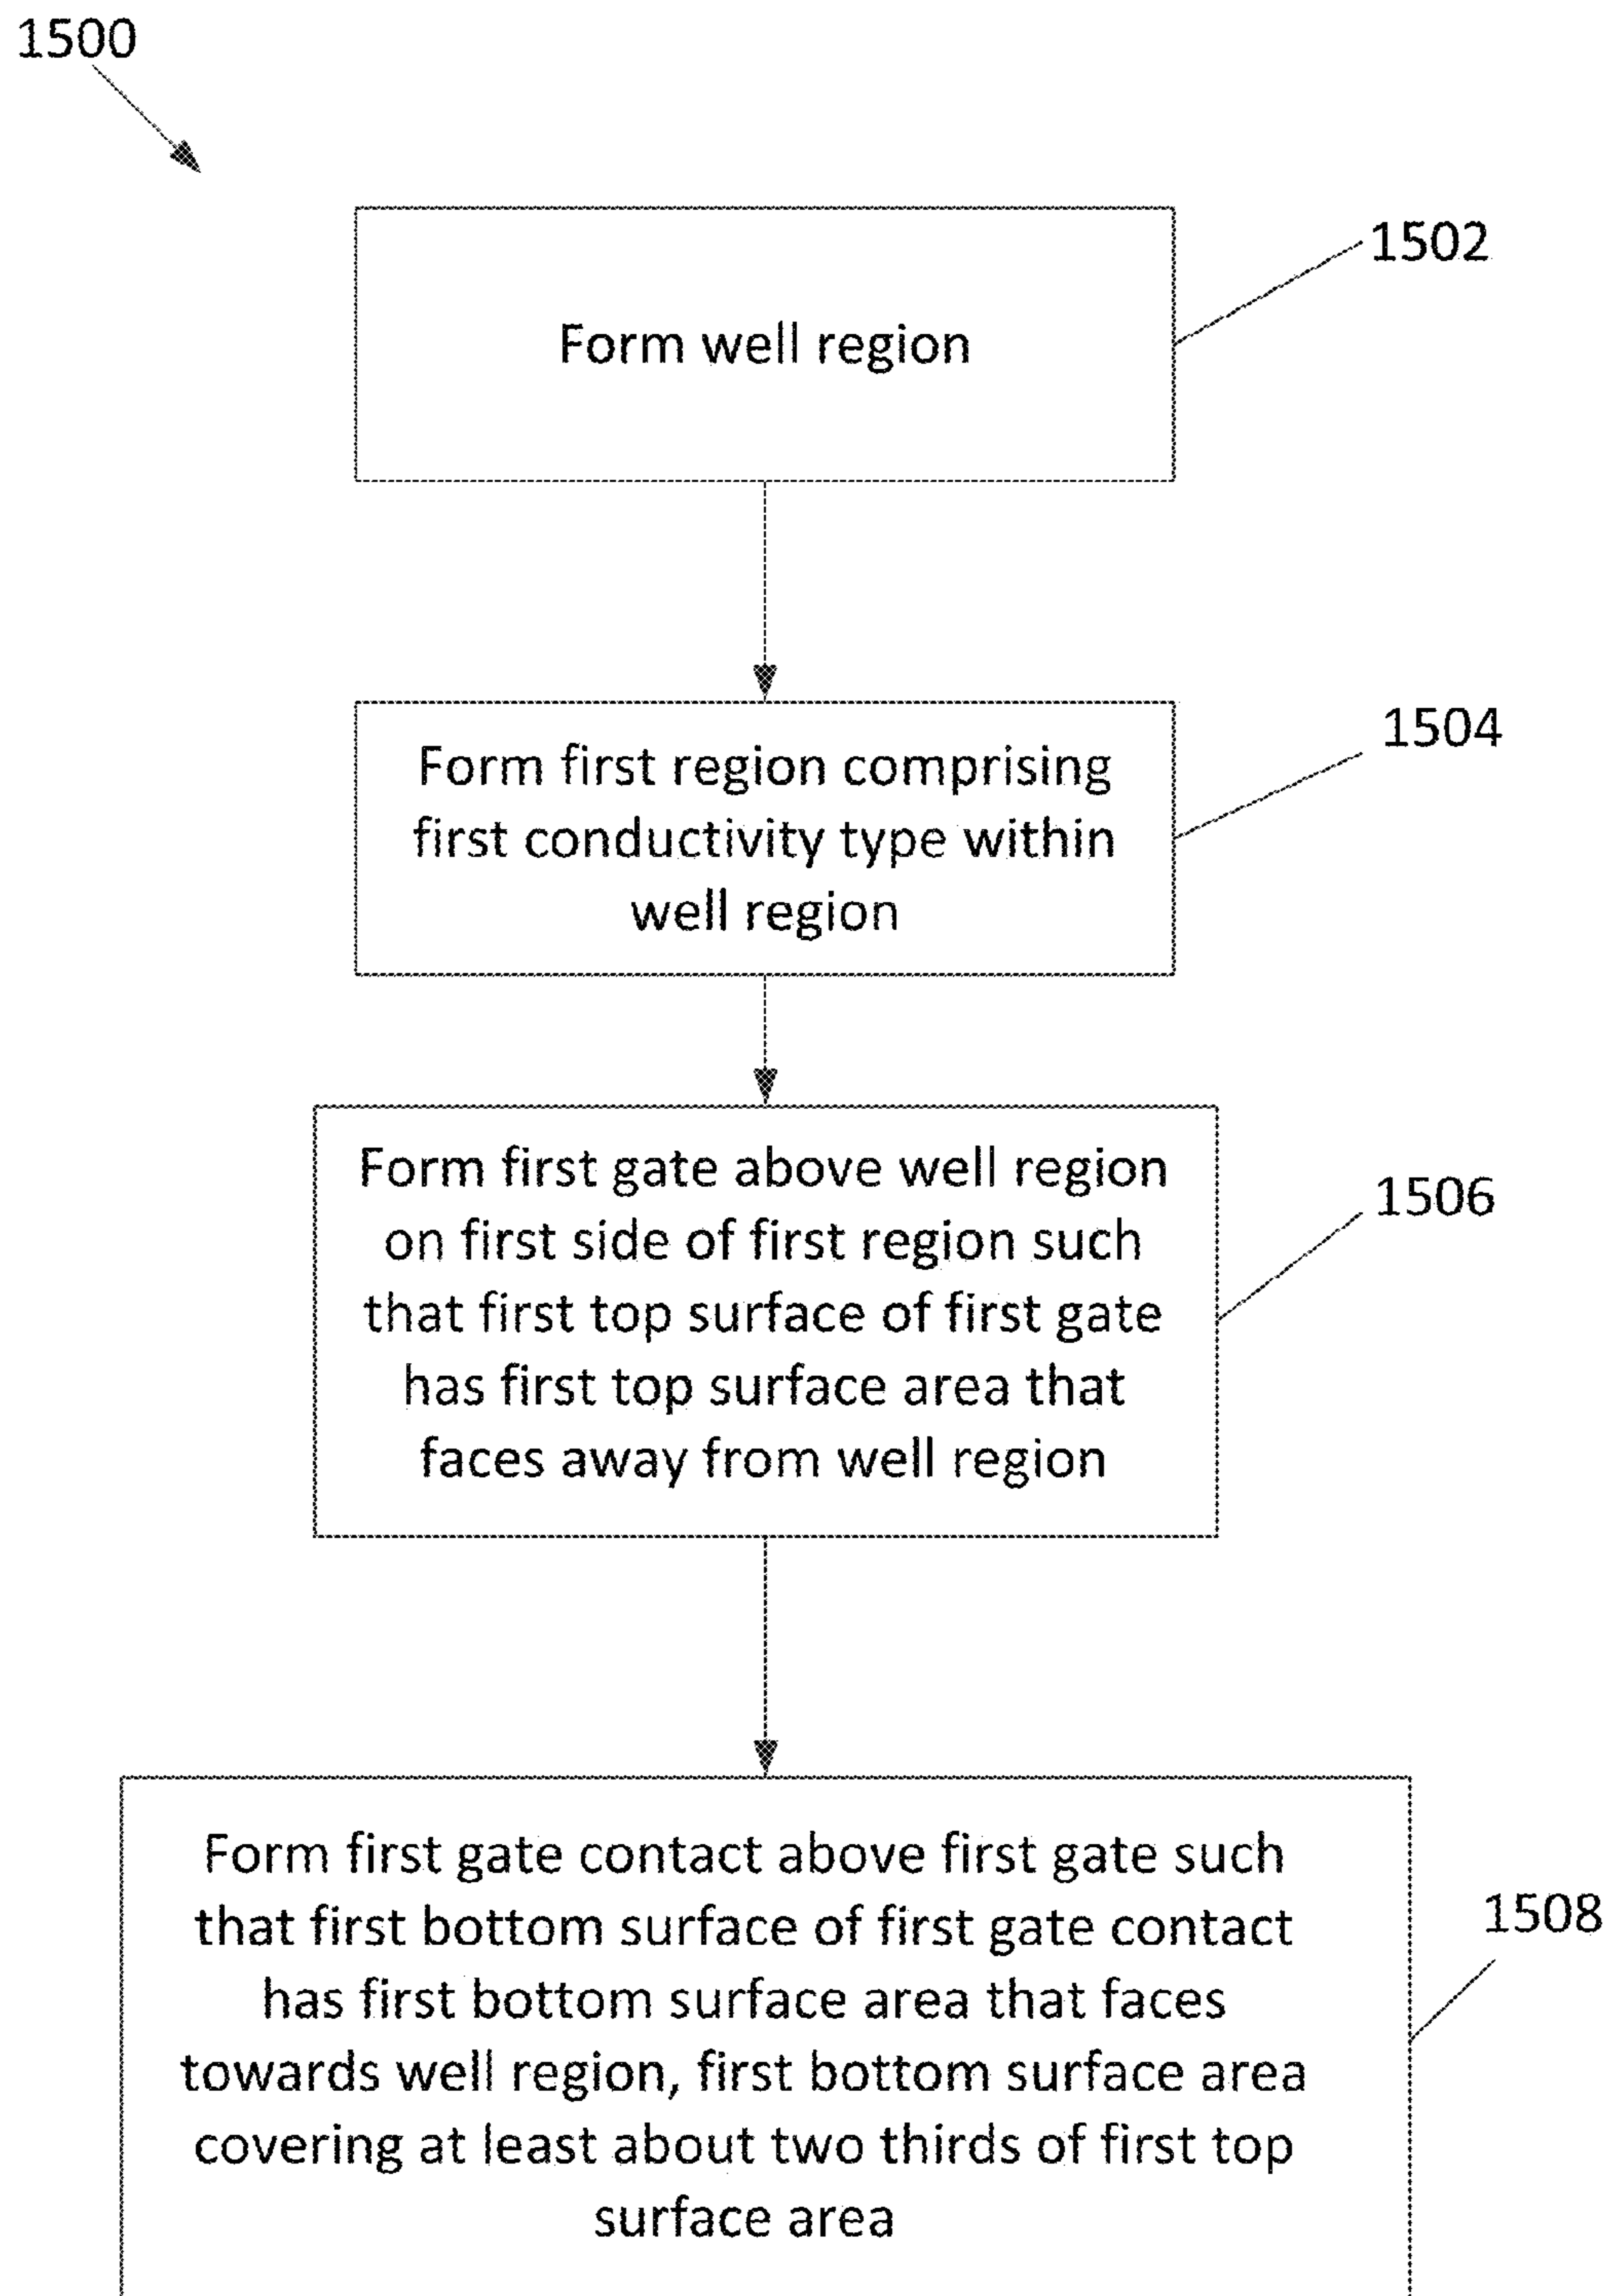 1500
1502
Form well region
1504
Form first region comprising
first conductivity type within
well region
1506
Form first gate above well region
on first side of first region such
that first top surface of first gate
has first top surface area that
faces away from well region
1508
Form first gate contact above first gate such
that first bottom surface of first gate contact
has first bottom surface area that faces
towards well region, first bottom surface area
covering at least about two thirds of first top
surface area